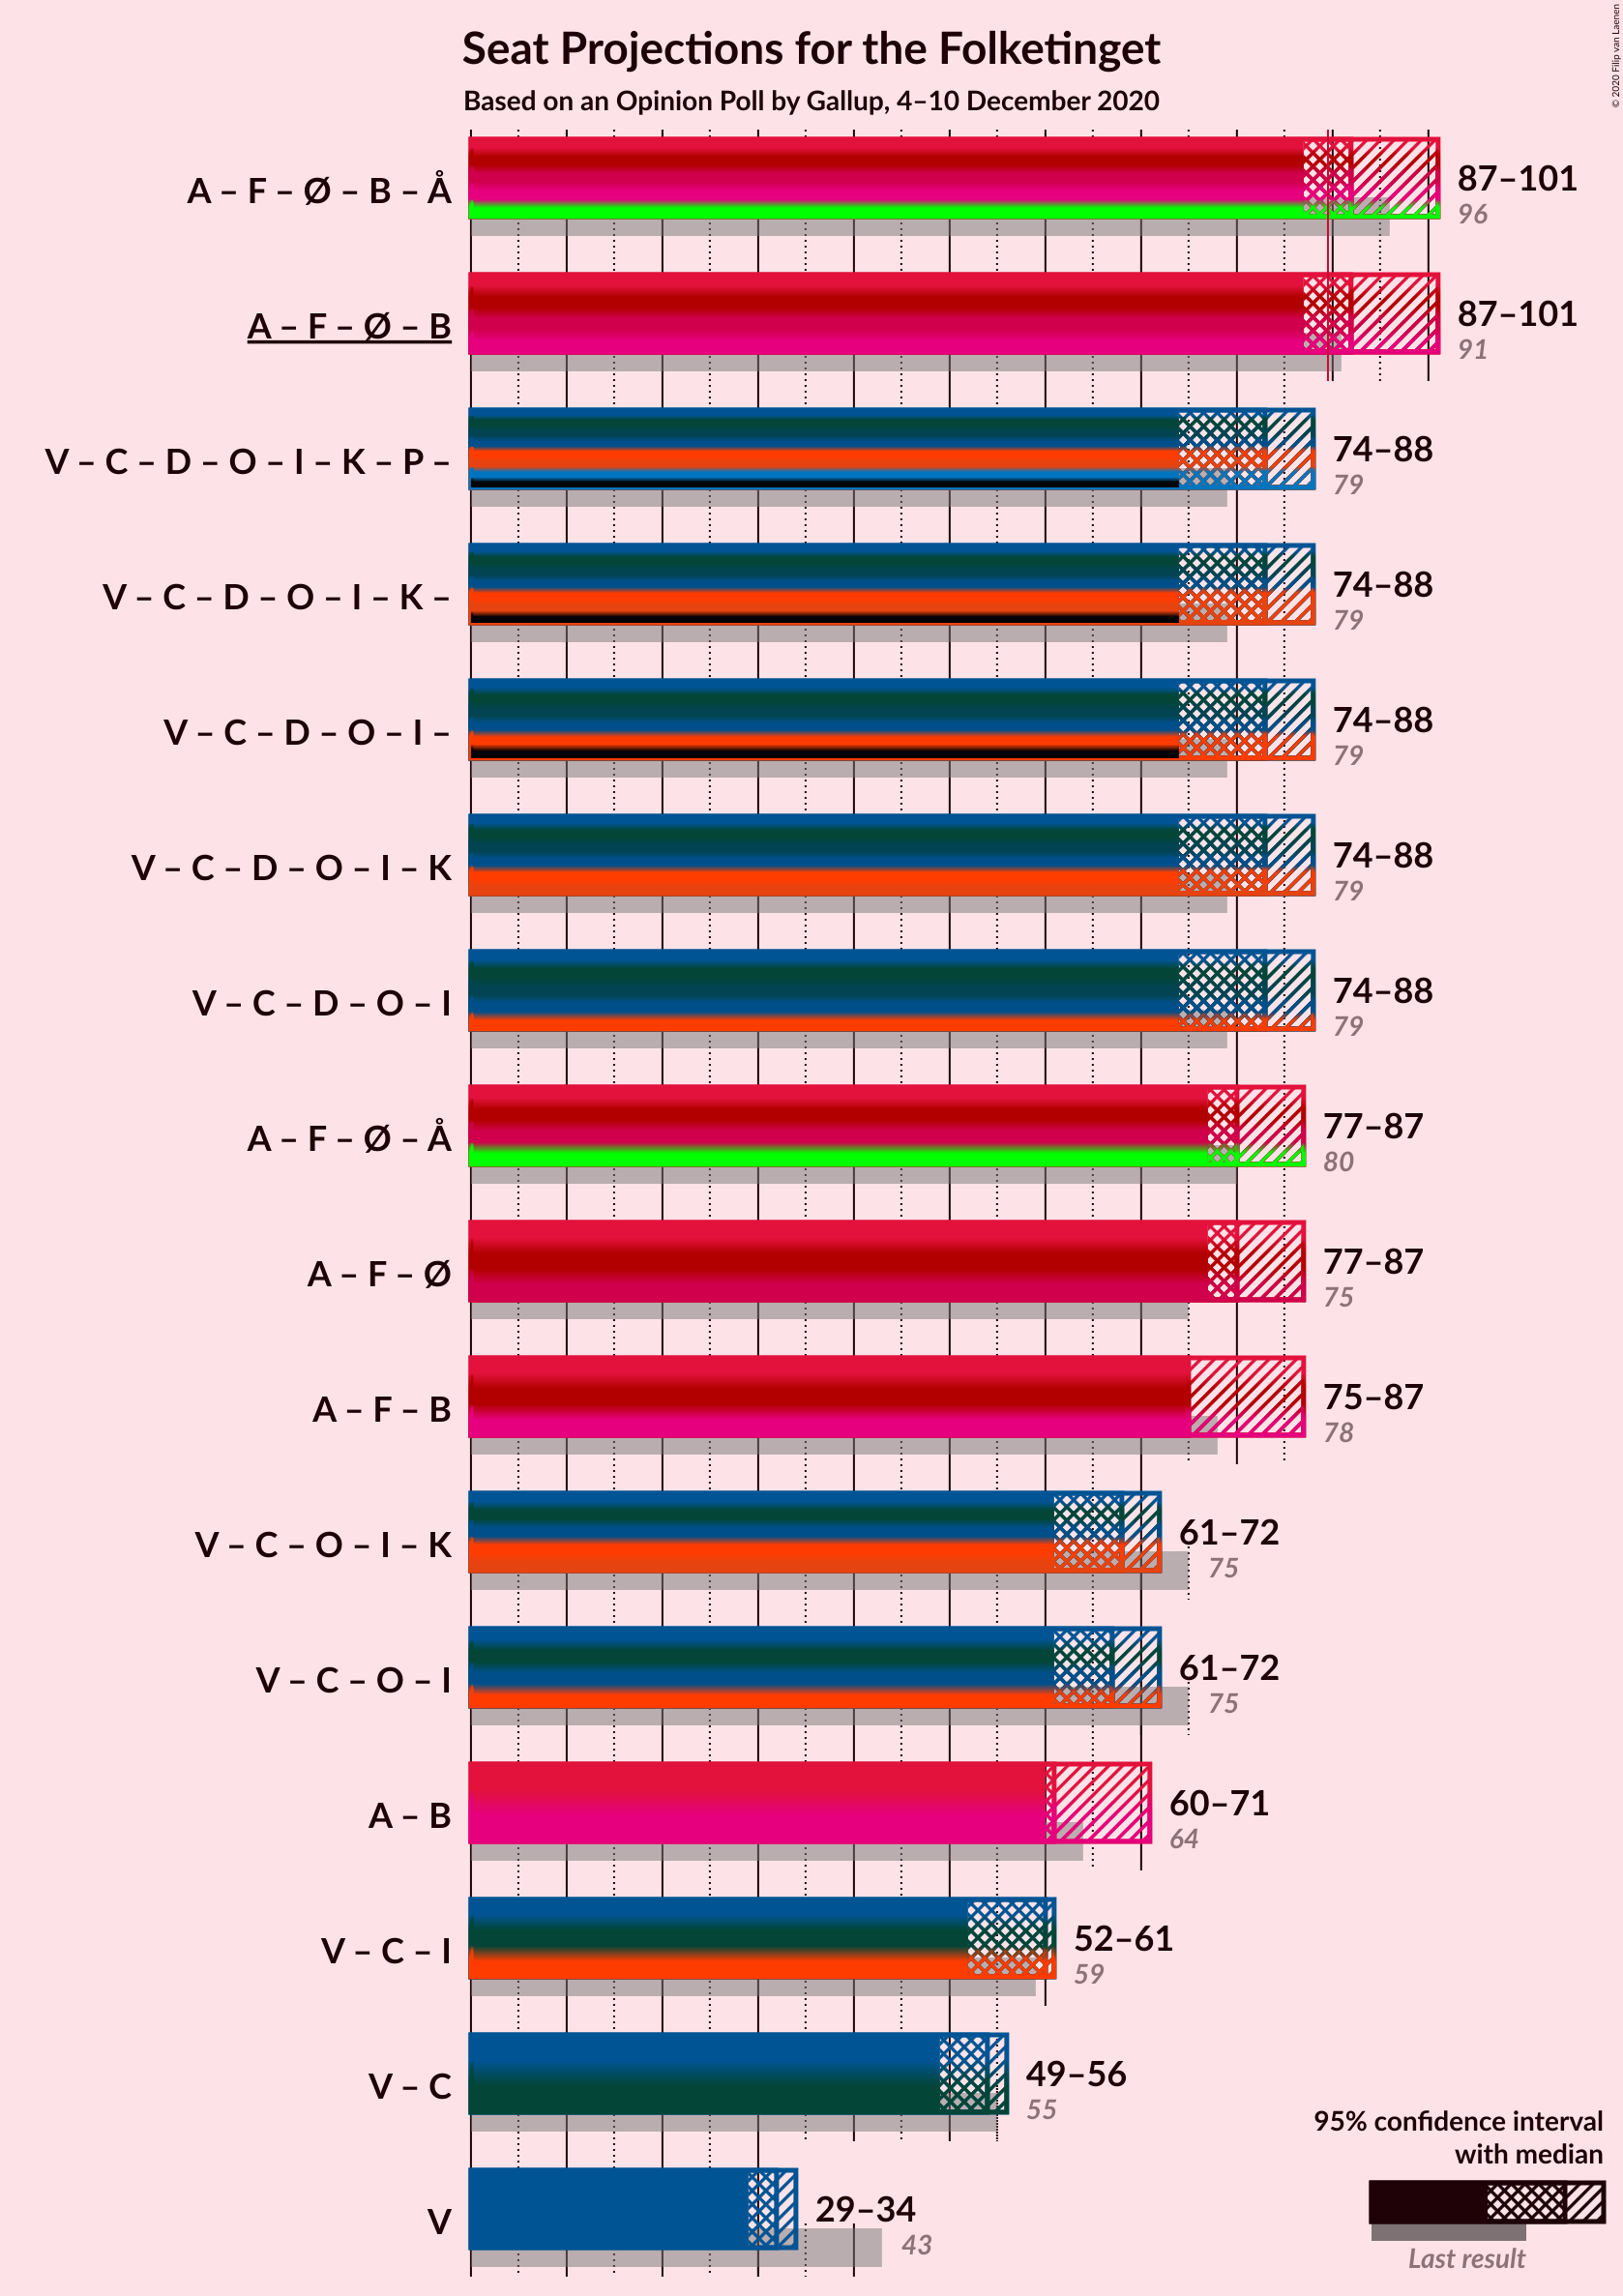 Seat Projections for the Folketinget
Based on an Opinion Poll by Gallup, 4–10 December 2020
© 2020 Filip van Laenen
A – F – Ø – B – Å
87–101
96
A – F – Ø – B
87–101
91
V – C – D – O – I – K – P –
74–88
79
V – C – D – O – I – K –
74–88
79
V – C – D – O – I –
74–88
79
V – C – D – O – I – K
74–88
79
V – C – D – O – I
74–88
79
A – F – Ø – Å
77–87
80
A – F – Ø
77–87
75
A – F – B
75–87
78
V – C – O – I – K
61–72
75
V – C – O – I
61–72
75
A – B
60–71
64
V – C – I
52–61
59
V – C
49–56
55
V
29–34
43
95% confidence interval
with median
Last result